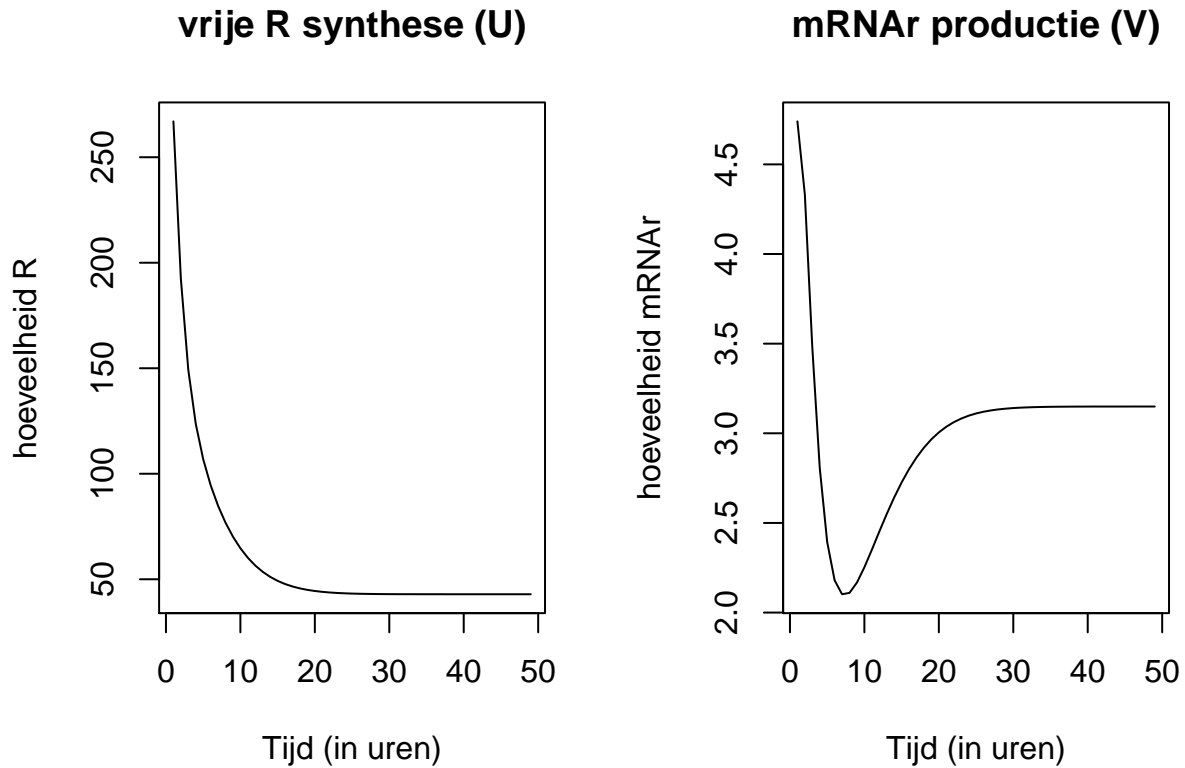 vrije R synthese (U)
hoeveelheid R
50 100 150 200 250
0 10 20 30 40 50
Tijd (in uren)
mRNAr productie (V)
hoeveelheid mRNAr
2.0 2.5 3.0 3.5 4.0 4.5
0 10 20 30 40 50
Tijd (in uren)